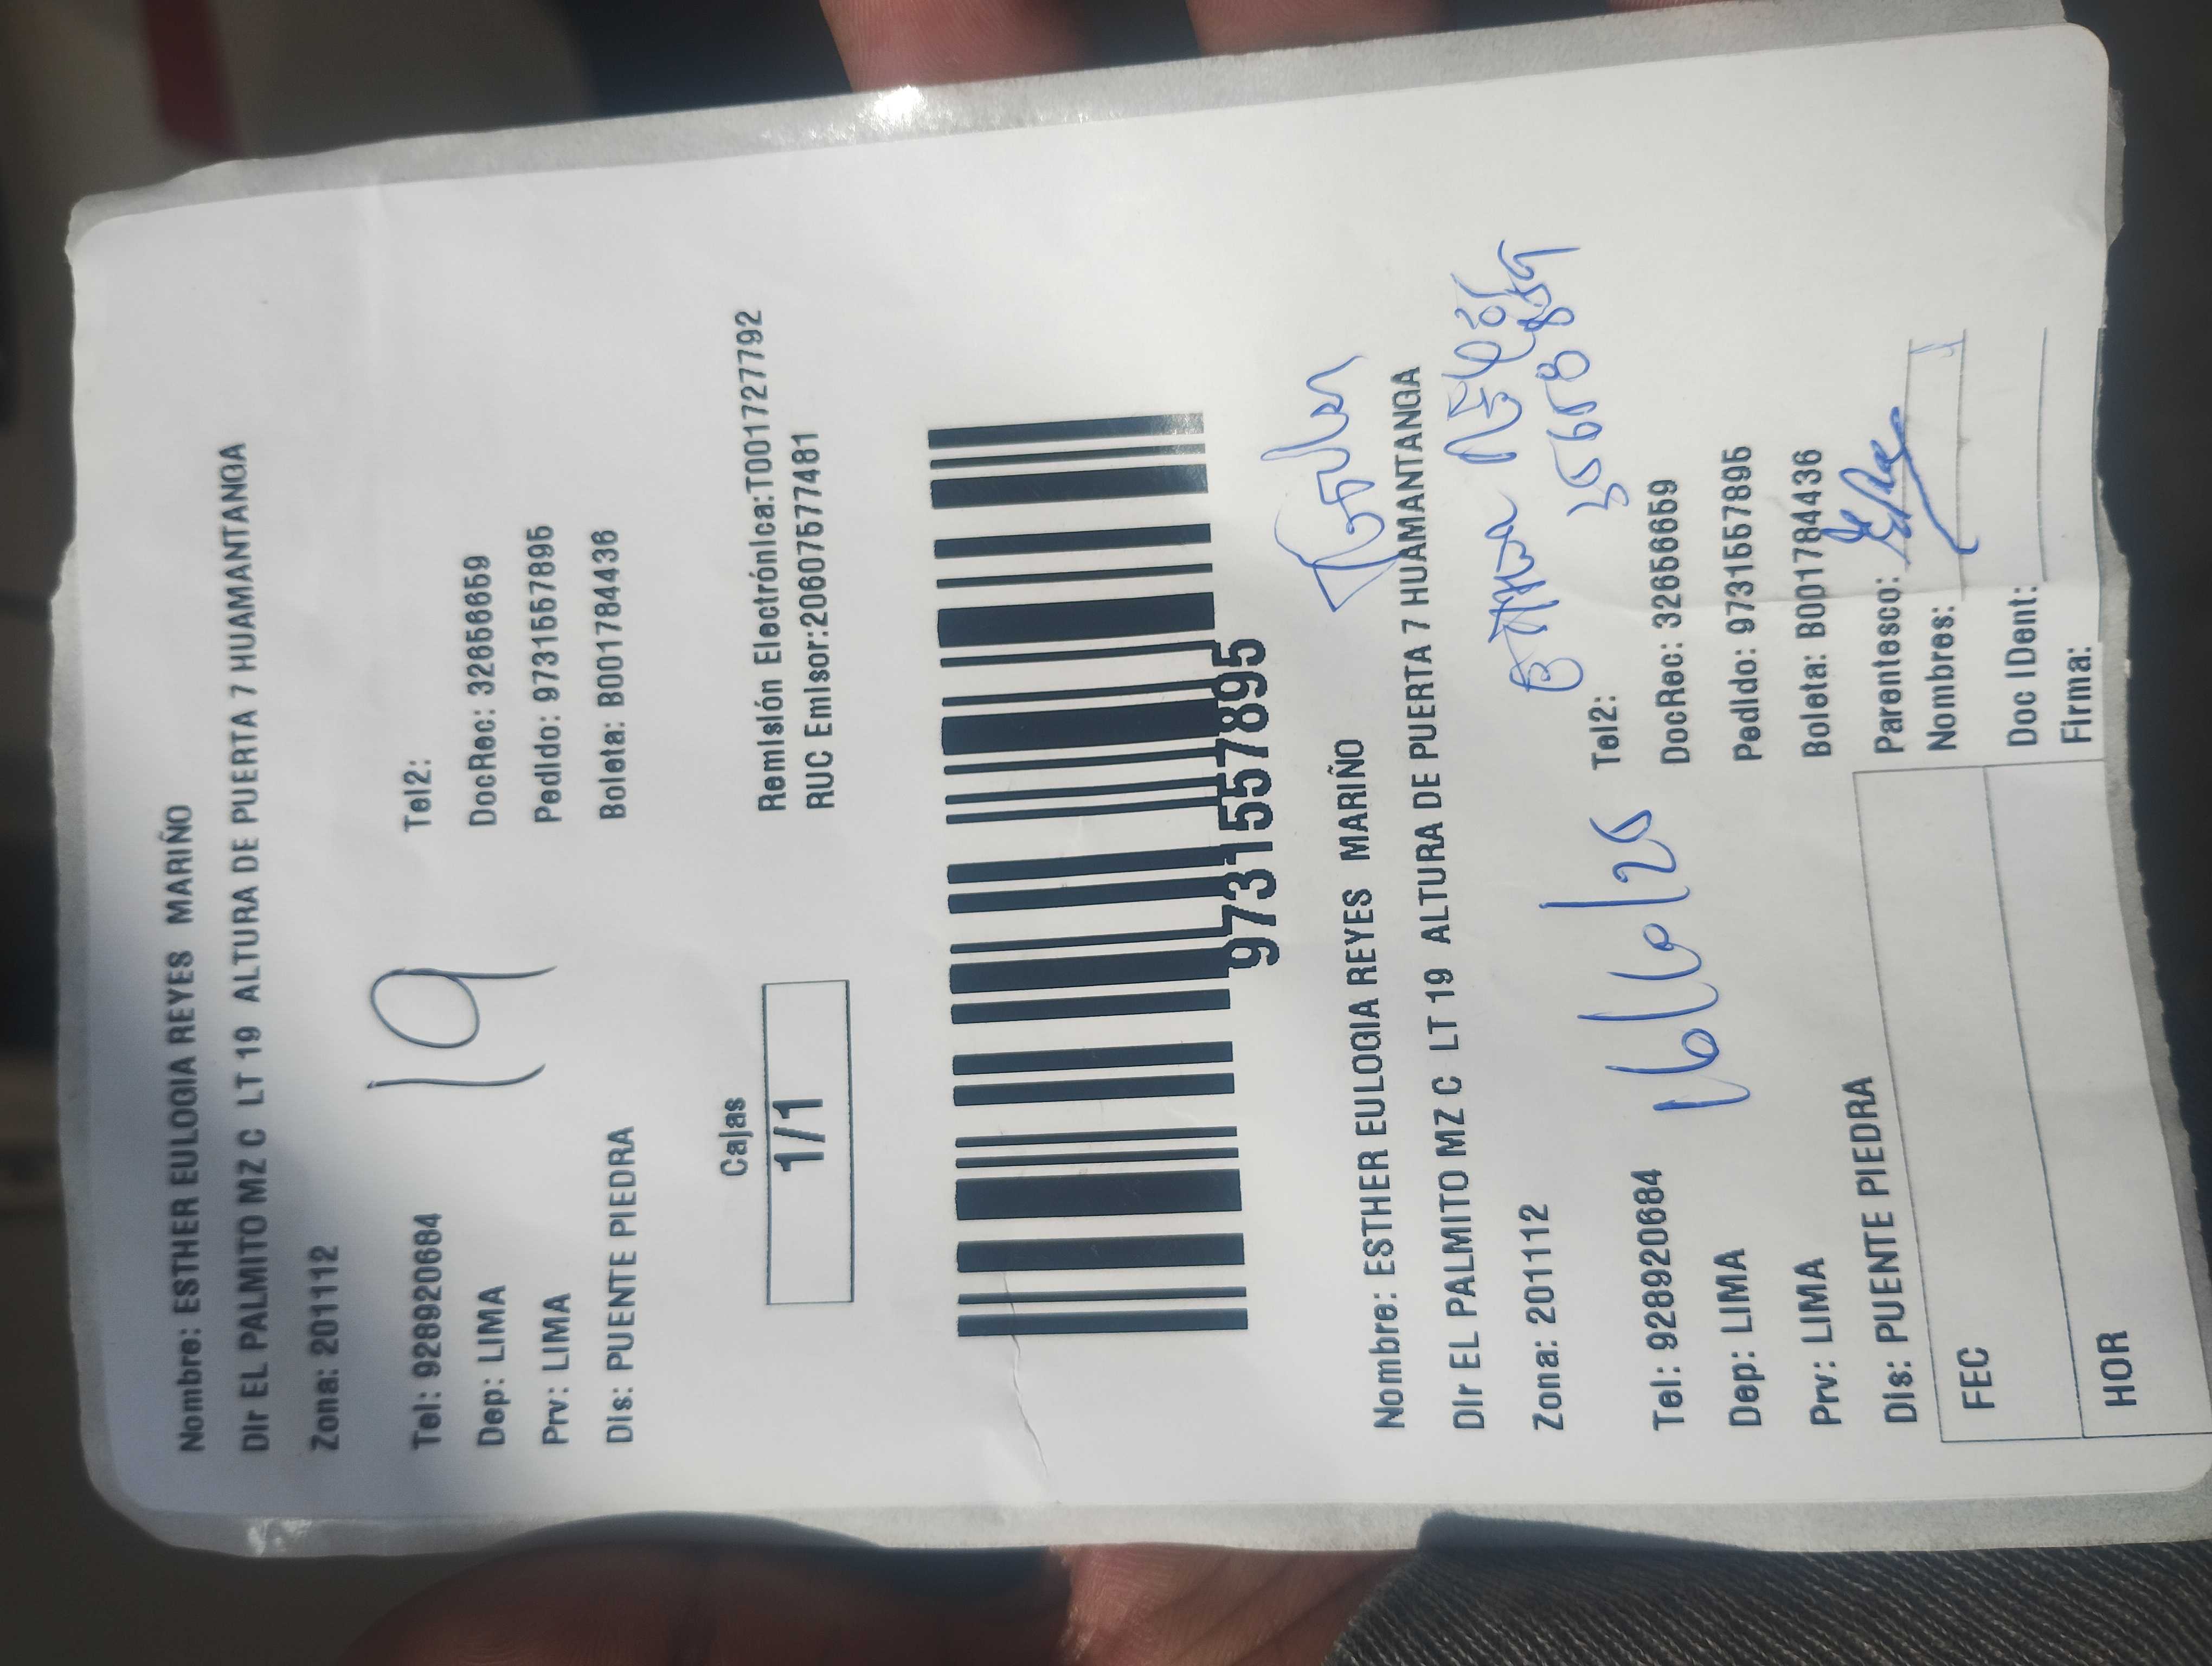 Nombre: ESTHER EULOGIA REYES MARIÑO
Dir EL PALMITO MZ C LT 19 ALTURA DE PUERTA 7 HUAMANTANGA
Zona: 201112
19
Tel: 928920684 Tel2:
Dep: LIMA DocRec: 32656659
Prv: LIMA Pedido: 97315557895
Dis: PUENTE PIEDRA Boleta: B001784436
Cajas
1/1
Remisión Electrónica:T001727792
RUC Emisor:20607577481
97315557895
Nombre: ESTHER EULOGIA REYES MARIÑO
Dir EL PALMITO MZ C LT 19 ALTURA DE PUERTA 7 HUAMANTANGA
Zona: 201112
16/6/25
Tel: 928920684 Tel2:
Dep: LIMA DocRec: 32656659
Prv: LIMA Pedido: 97315557895
Dis: PUENTE PIEDRA Boleta: B001784436
FEC
HOR
Parentesco:
Nombres:
Doc IDent:
Firma: